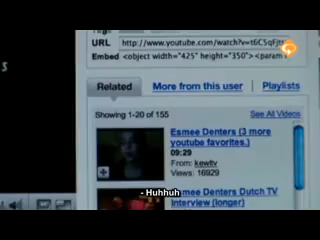 URL http://www.youtube.com/watch?v=t6C5qFjt
Embed <object width="425" height="350"><param
Related More from this user Playlists
Showing 1-20 of 155 See All Videos
Esmee Denters (3 more
youtube favorites.)
09:29
From: kewltv
Views: 16929
Esmee Denters Dutch TV
Interview (longer)
- Huhhuh